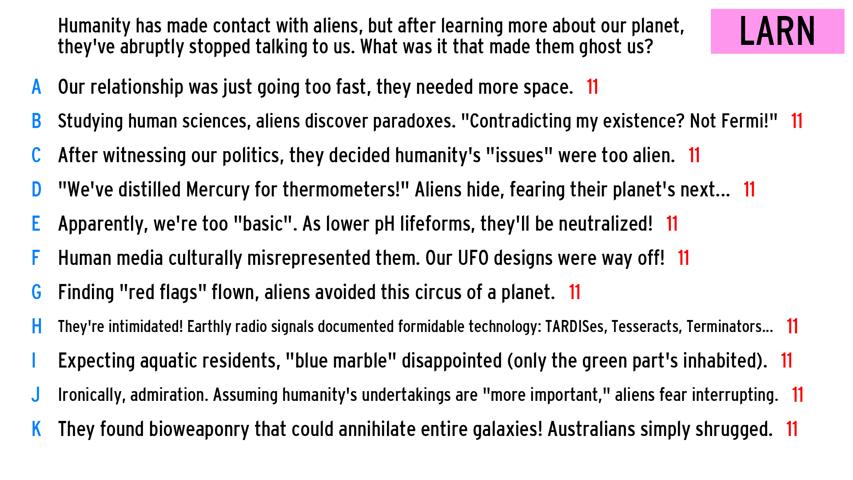 Humanity has made contact with aliens, but after learning more about our planet,
they've abruptly stopped talking to us. What was it that made them ghost us?
LARN
A Our relationship was just going too fast, they needed more space. 11
B Studying human sciences, aliens discover paradoxes. "Contradicting my existence? Not Fermi!" 11
C After witnessing our politics, they decided humanity's "issues" were too alien. 11
D "We've distilled Mercury for thermometers!" Aliens hide, fearing their planet's next... 11
E Apparently, we're too "basic". As lower pH lifeforms, they'll be neutralized! 11
F Human media culturally misrepresented them. Our UFO designs were way off! 11
G Finding "red flags" flown, aliens avoided this circus of a planet. 11
H They're intimidated! Earthly radio signals documented formidable technology: TARDISes, Tesseracts, Terminators... 11
I Expecting aquatic residents, "blue marble" disappointed (only the green part's inhabited). 11
J Ironically, admiration. Assuming humanity's undertakings are "more important," aliens fear interrupting. 11
K They found bioweaponry that could annihilate entire galaxies! Australians simply shrugged. 11